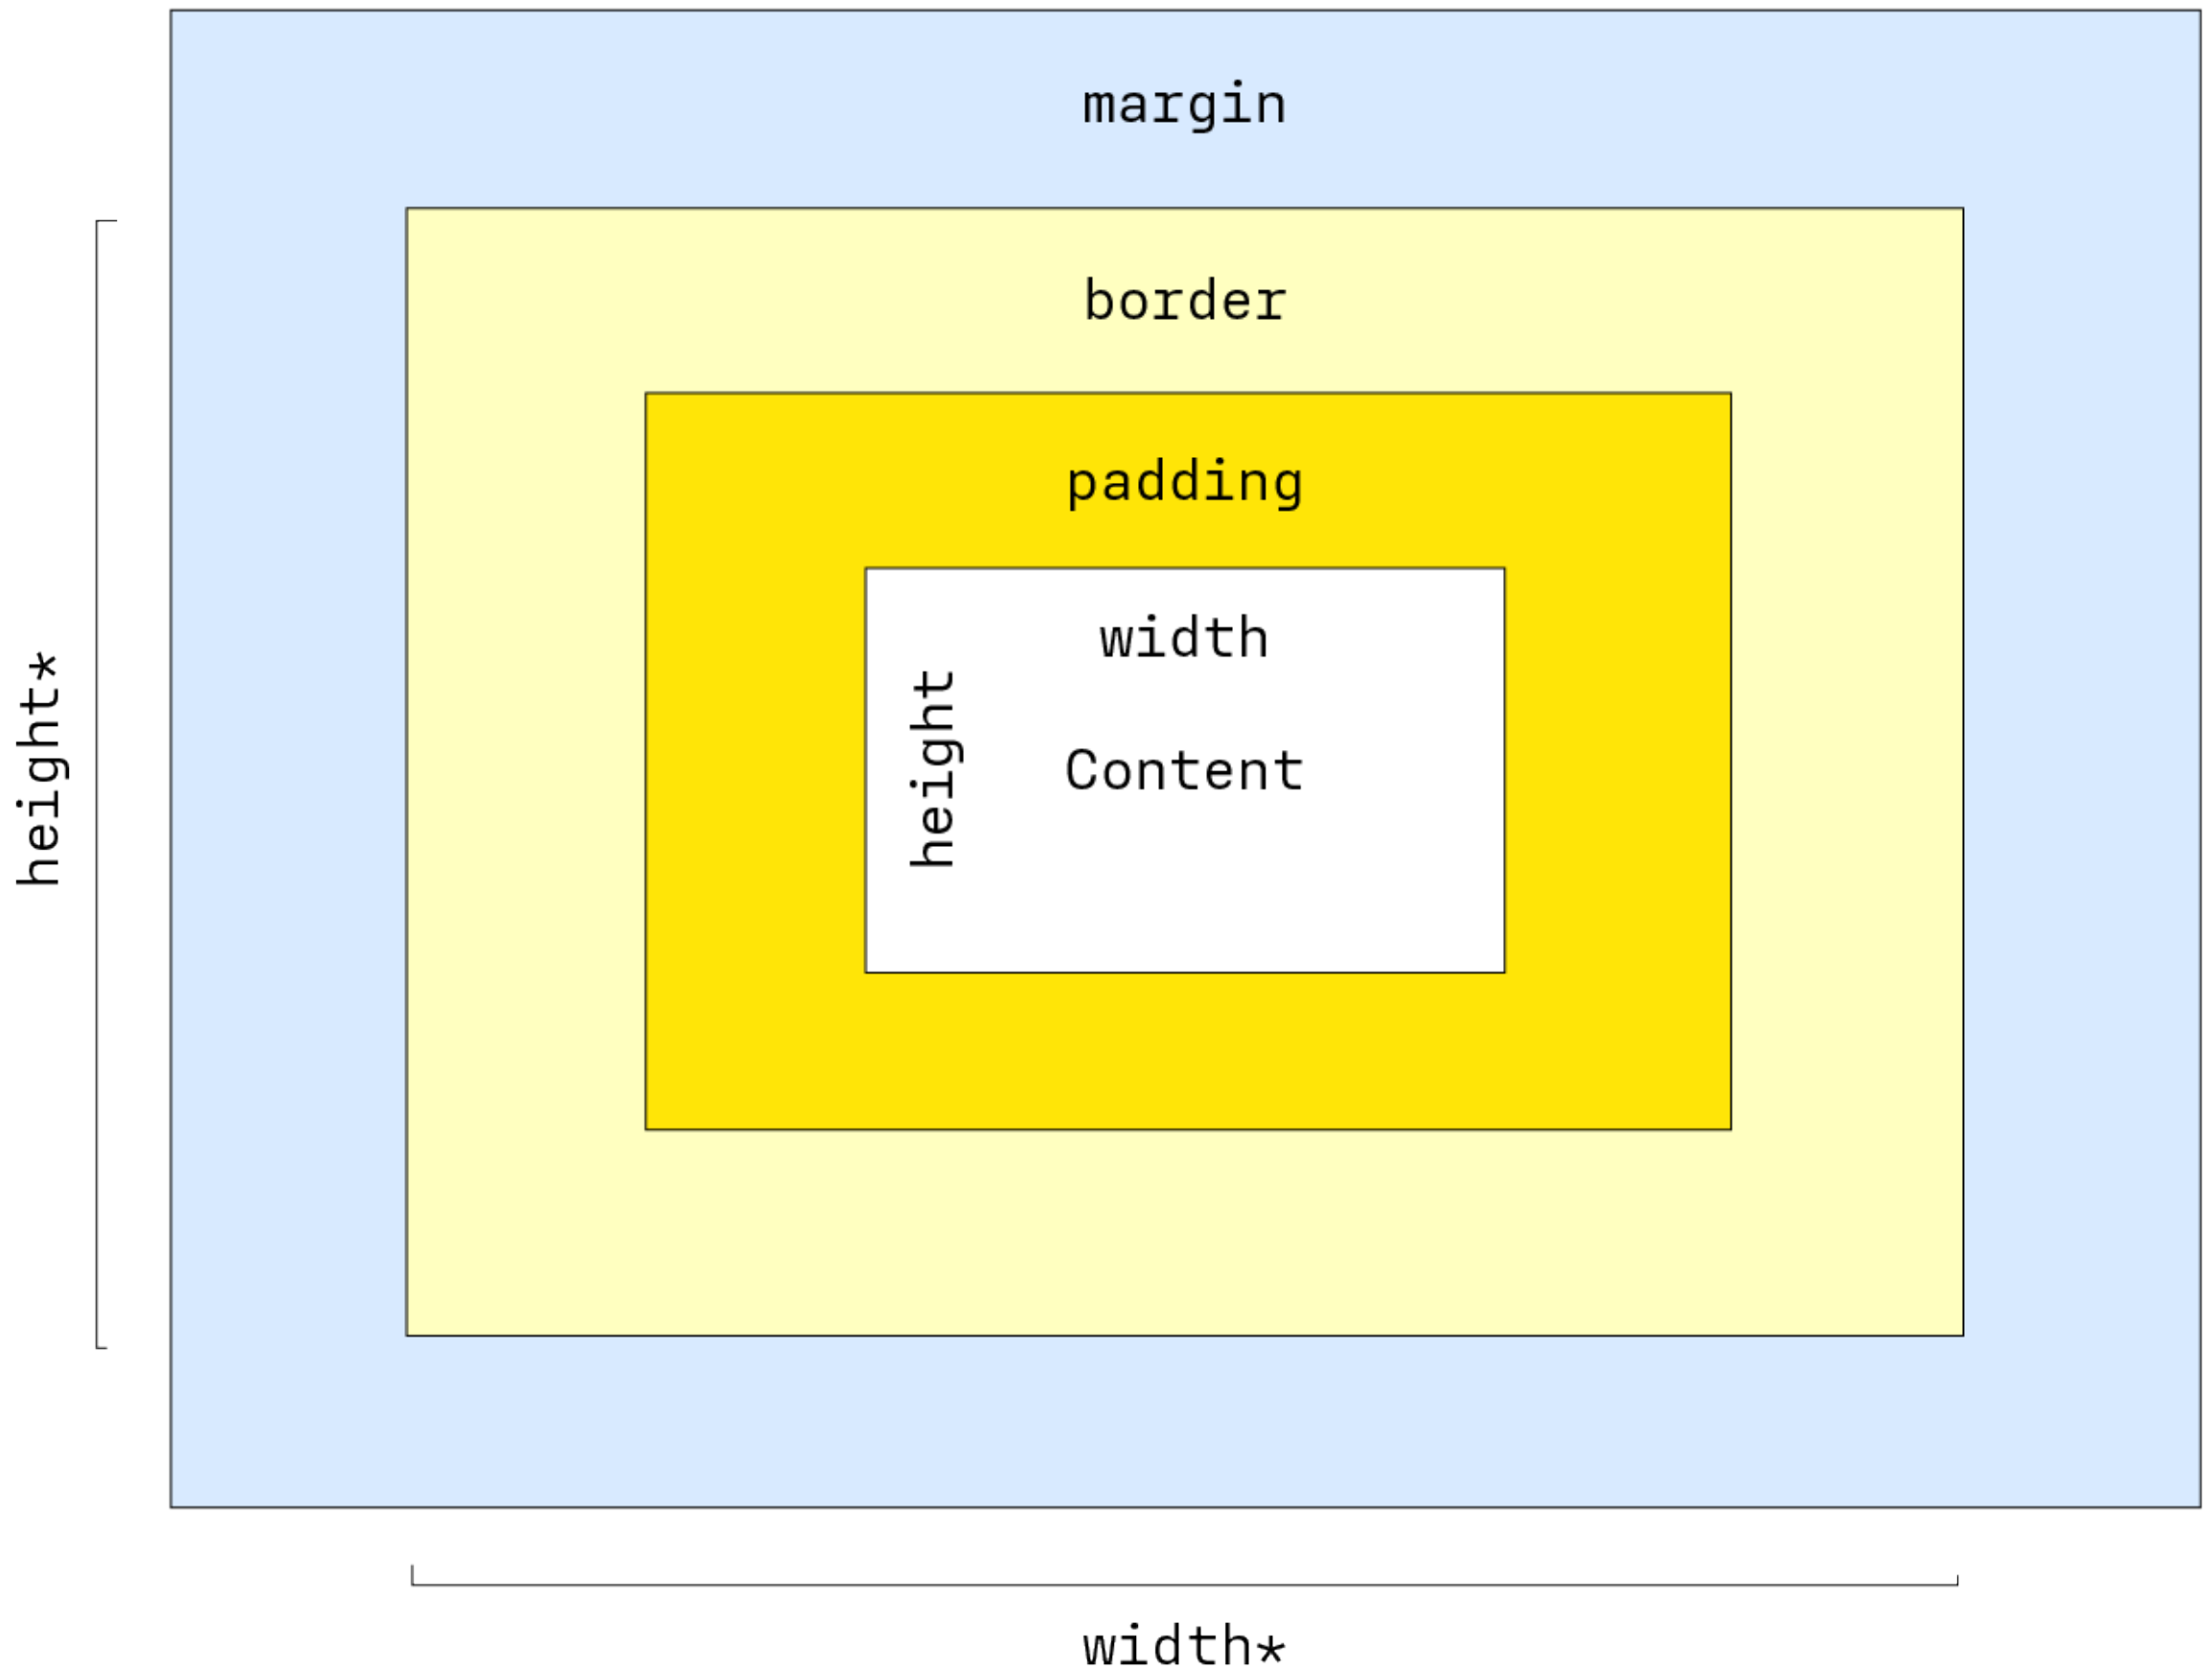 margin
border
padding
width
height
Content
height*
width*